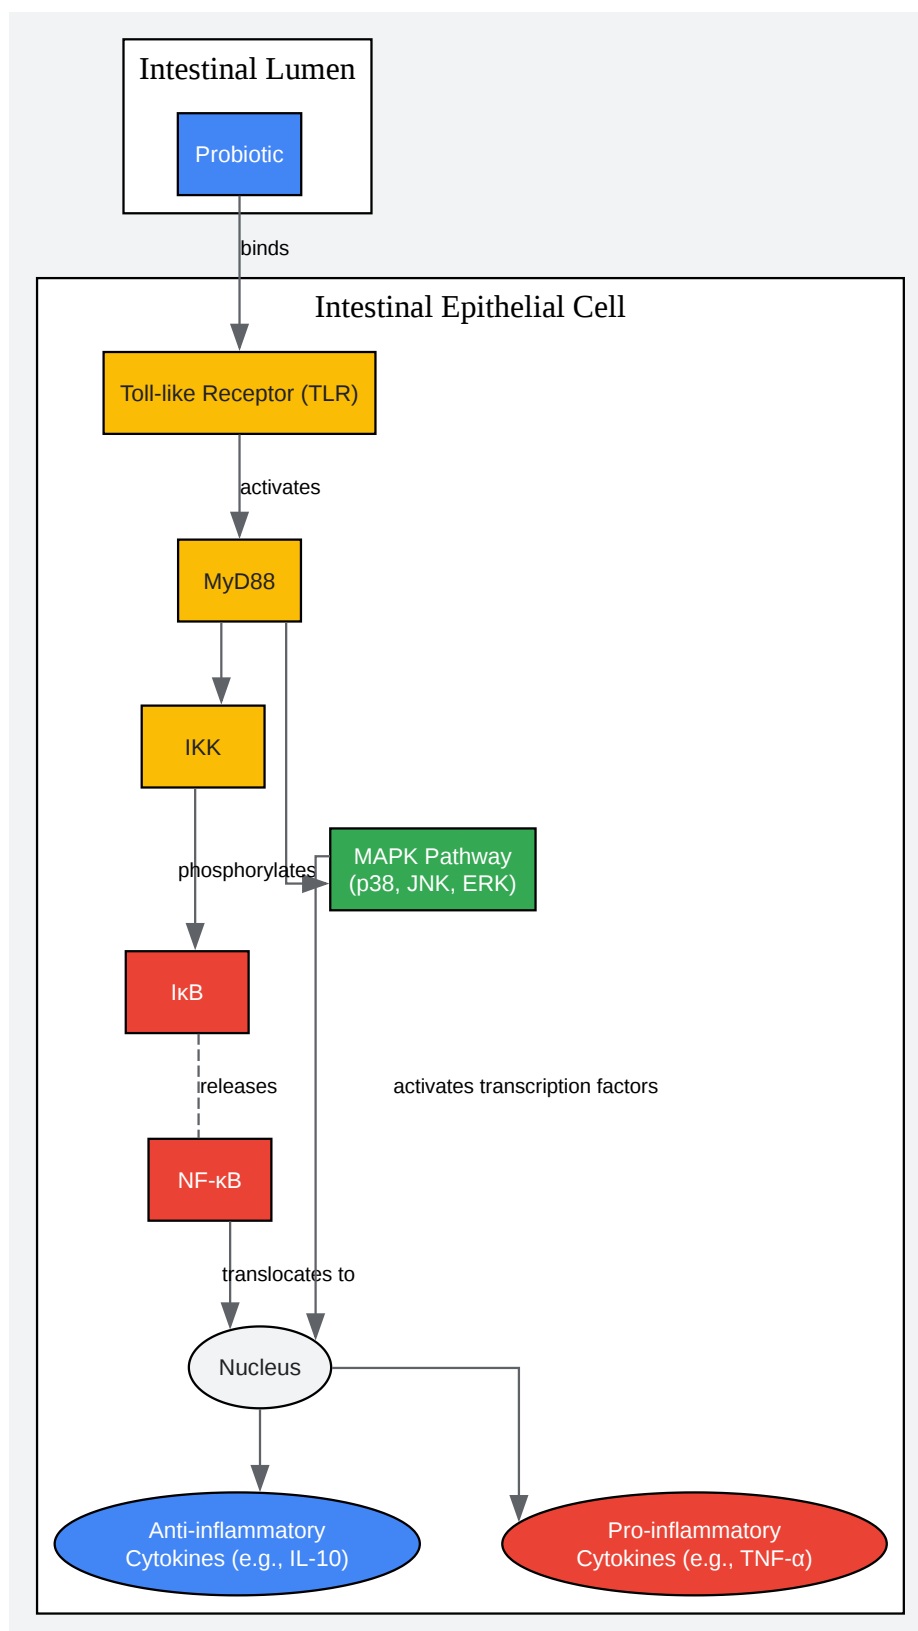 Intestinal Lumen
Probiotic
binds
Intestinal Epithelial Cell
Toll-like Receptor (TLR)
activates
MyD88
IKK
MAPK Pathway
(p38, JNK, ERK)
phosphorylates
IκB
releases
activates transcription factors
NF-κB
translocates to
Nucleus
Anti-inflammatory
Cytokines (e.g., IL-10)
Pro-inflammatory
Cytokines (e.g., TNF-α)